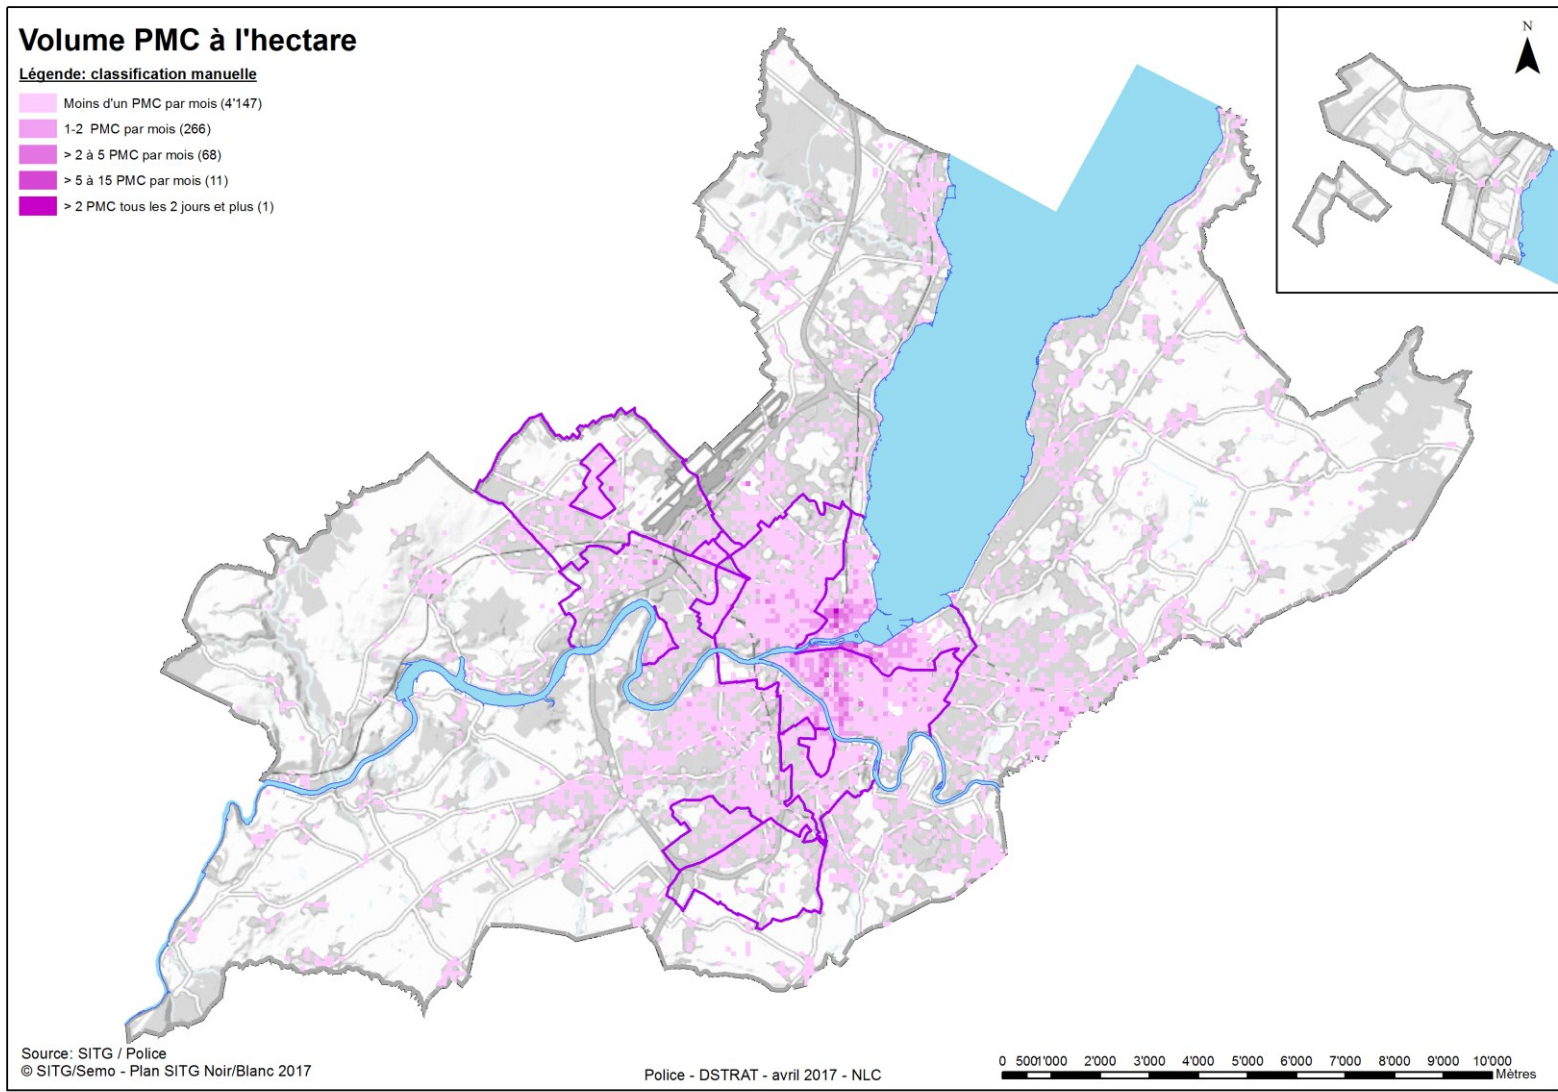 Volume PMC à l'hectare
Légende: classification manuelle
Moins d'un PMC par mois (4'147)
1-2 PMC par mois (266)
> 2 à 5 PMC par mois (68)
> 5 à 15 PMC par mois (11)
> 2 PMC tous les 2 jours et plus (1)
N
Source: SITG / Police
© SITG/Semo - Plan SITG Noir/Blanc 2017
Police - DSTRAT - avril 2017 - NLC
0 500 1'000 2'000 3'000 4'000 5'000 6'000 7'000 8'000 9'000 10'000
Mètres